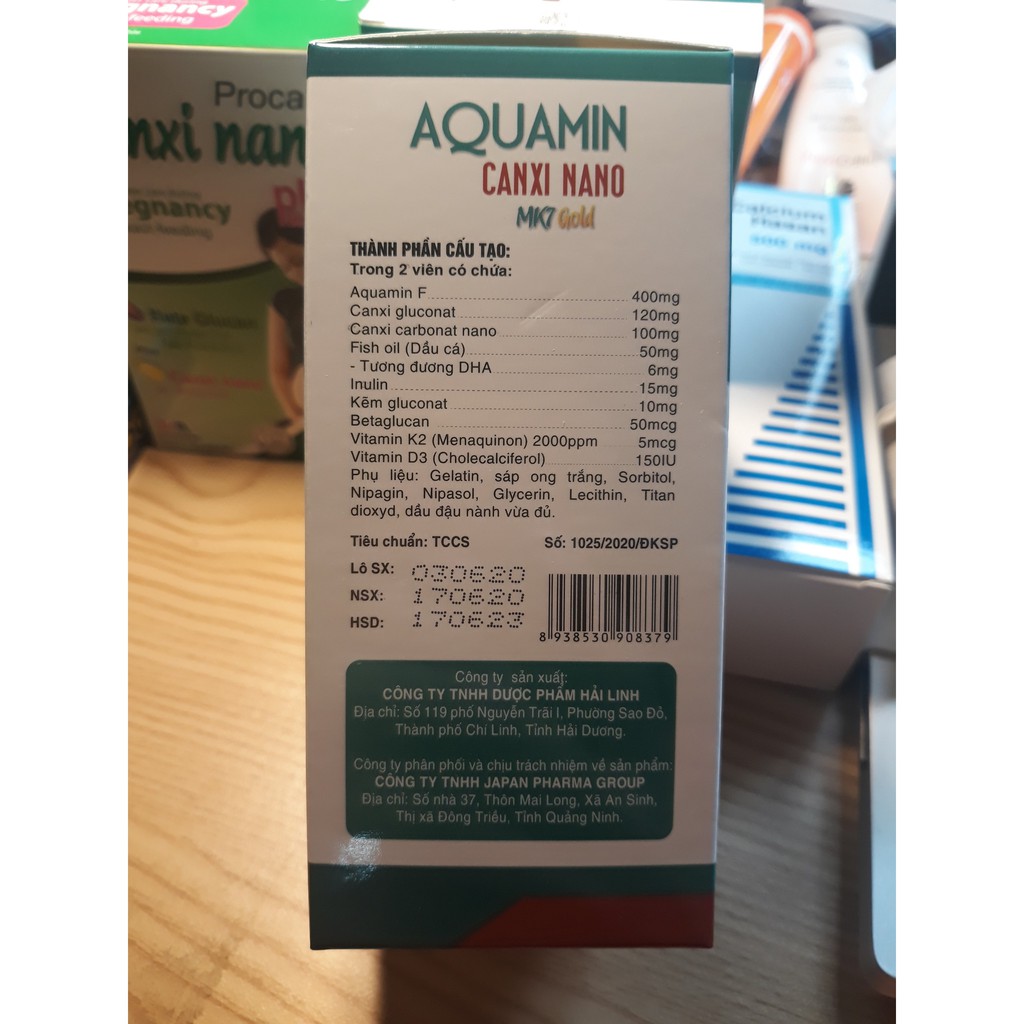 gnancy
feeding
Proca
nxi nan
egnancy
AQUAMIN
CANXI NANO
MK7 Gold
THÀNH PHẦN CẤU TẠO:
Trong 2 viên có chứa:
Aquamin F 400mg
Canxi gluconat 120mg
Canxi carbonat nano 100mg
Fish oil (Dầu cá) 50mg
- Tương đương DHA 6mg
Inulin 15mg
Kẽm gluconat 10mg
Betaglucan 50mcg
Vitamin K2 (Menaquinon) 2000ppm 5mcg
Vitamin D3 (Cholecalciferol) 150IU
Phụ liệu: Gelatin, sáp ong trắng, Sorbitol,
Nipagin, Nipasol, Glycerin, Lecithin, Titan
dioxyd, dầu đậu nành vừa đủ.
Tiêu chuẩn: TCCS Số: 1025/2020/ĐKSP
Lô SX: 030620
NSX: 170620
HSD: 170623
8 938530 908379
Công ty sản xuất:
CÔNG TY TNHH DƯỢC PHẨM HẢI LINH
Địa chỉ: Số 119 phố Nguyễn Trãi I, Phường Sao Đỏ,
Thành phố Chí Linh, Tỉnh Hải Dương.
Công ty phân phối và chịu trách nhiệm về sản phẩm:
CÔNG TY TNHH JAPAN PHARMA GROUP
Địa chỉ: Số nhà 37, Thôn Mai Long, Xã An Sinh,
Thị xã Đông Triều, Tỉnh Quảng Ninh.
Calcium
Hasan
500 mg